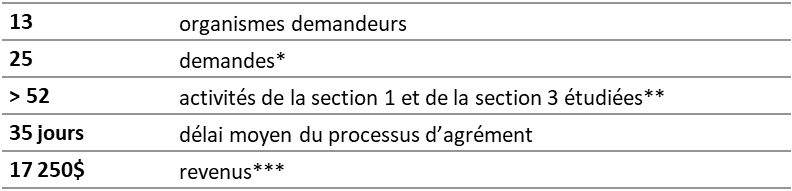 13 organismes demandeurs
25 demandes*
> 52 activités de la section 1 et de la section 3 étudiées**
35 jours délai moyen du processus d’agrément
17 250$ revenus***